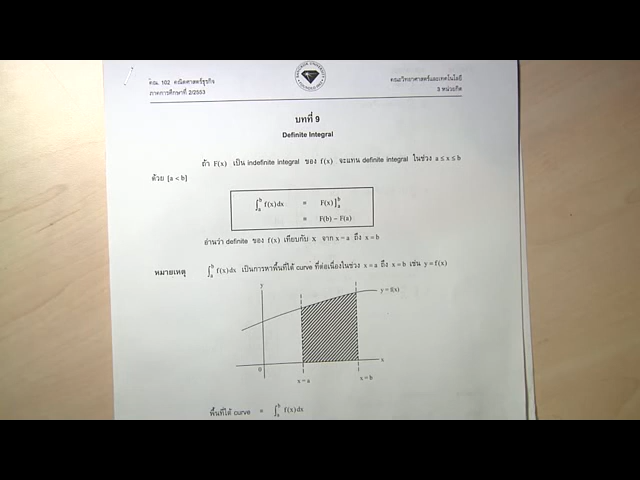 คณ. 102 คณิตศาสตร์ธุรกิจ
ภาคการศึกษาที่ 2/2553
คณะวิทยาศาสตร์และเทคโนโลยี
3 หน่วยกิต
บทที่ 9
Definite Integral
ถ้า F(x) เป็น indefinite integral ของ f(x) จะแทน definite integral ในช่วง a ≤ x ≤ b
ด้วย [a < b]
∫ₐᵇ f(x)dx = F(x)]ₐᵇ
= F(b) − F(a)
อ่านว่า definite ของ f(x) เทียบกับ x จาก x = a ถึง x = b
หมายเหตุ ∫ₐᵇ f(x)dx เป็นการหาพื้นที่ใต้ curve ที่ต่อเนื่องในช่วง x = a ถึง x = b เช่น y = f(x)
y
y = f(x)
0
x
x = a
x = b
พื้นที่ใต้ curve =
f(x)dx